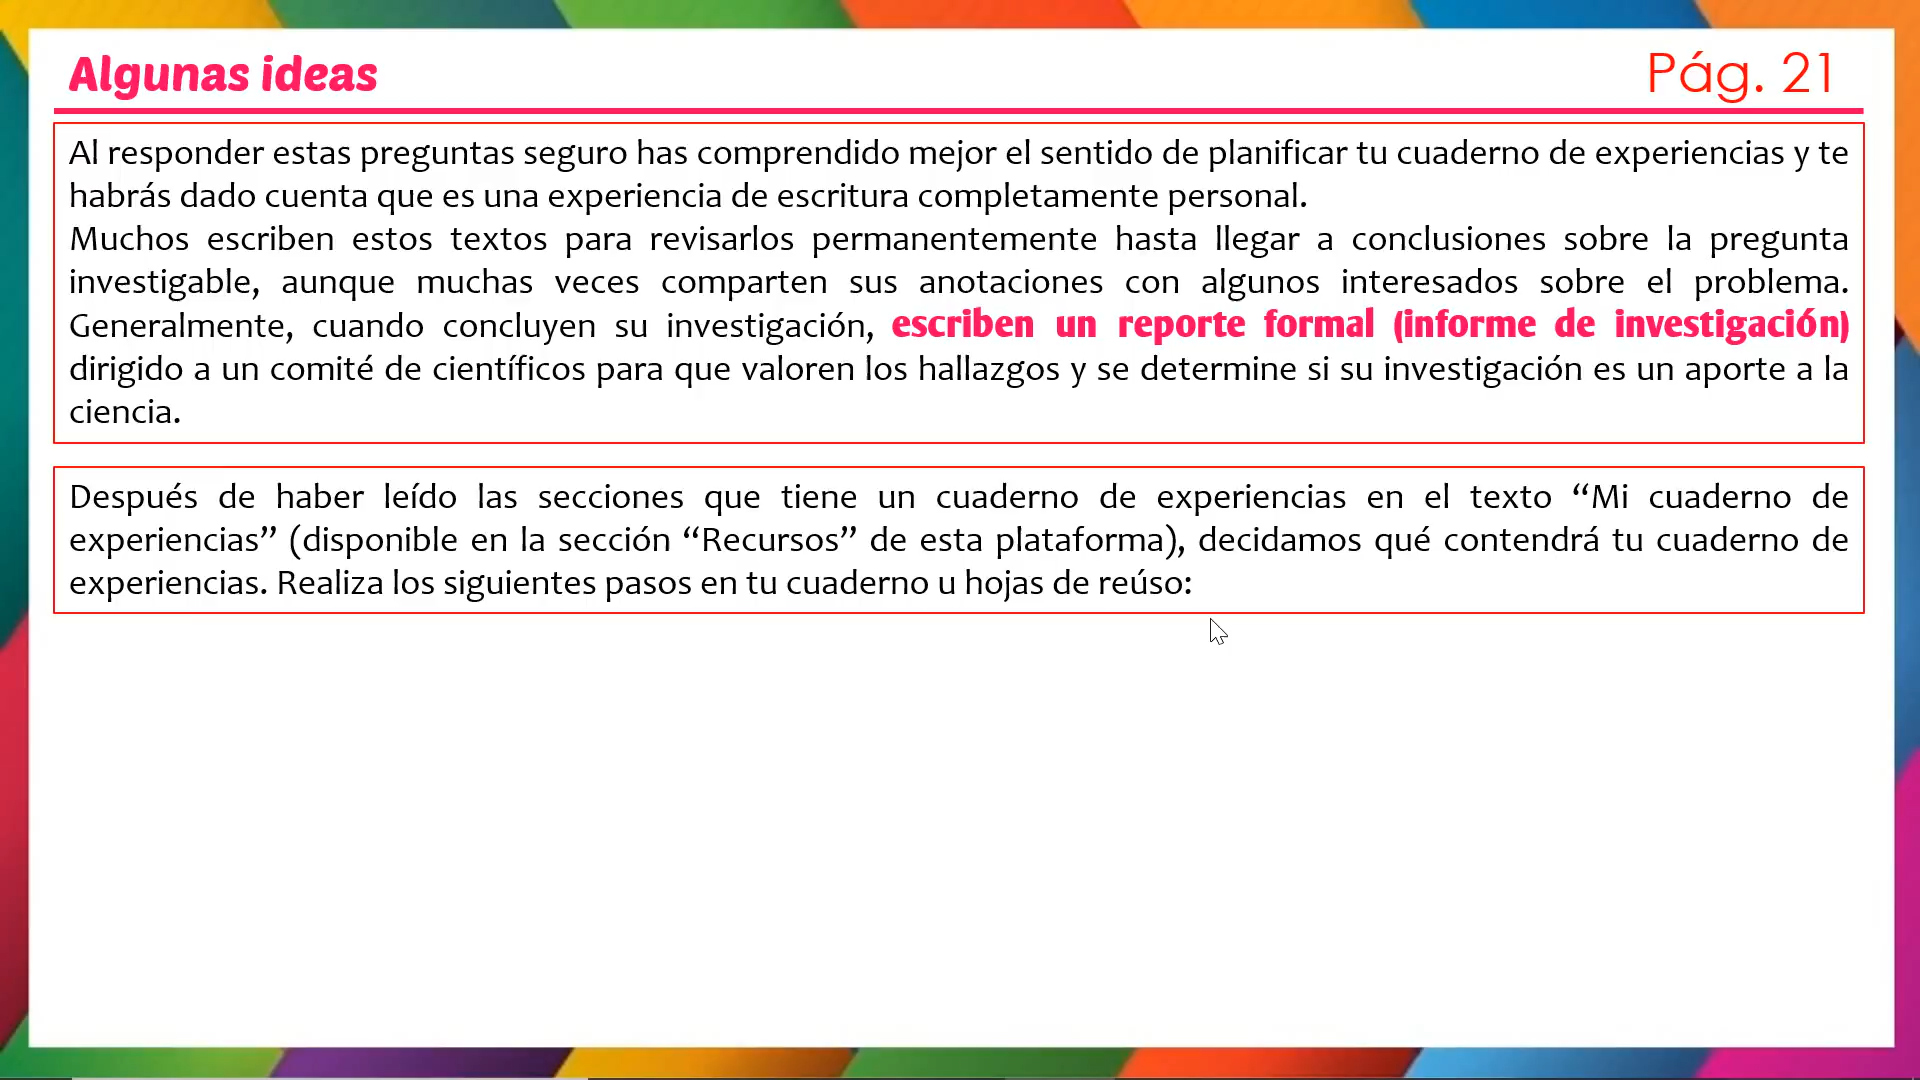 Algunas ideas
Pág. 21
Al responder estas preguntas seguro has comprendido mejor el sentido de planificar tu cuaderno de experiencias y te
habrás dado cuenta que es una experiencia de escritura completamente personal.
Muchos escriben estos textos para revisarlos permanentemente hasta llegar a conclusiones sobre la pregunta
investigable, aunque muchas veces comparten sus anotaciones con algunos interesados sobre el problema.
Generalmente, cuando concluyen su investigación, escriben un reporte formal (informe de investigación)
dirigido a un comité de científicos para que valoren los hallazgos y se determine si su investigación es un aporte a la
ciencia.
Después de haber leído las secciones que tiene un cuaderno de experiencias en el texto “Mi cuaderno de
experiencias” (disponible en la sección “Recursos” de esta plataforma), decidamos qué contendrá tu cuaderno de
experiencias. Realiza los siguientes pasos en tu cuaderno u hojas de reúso: